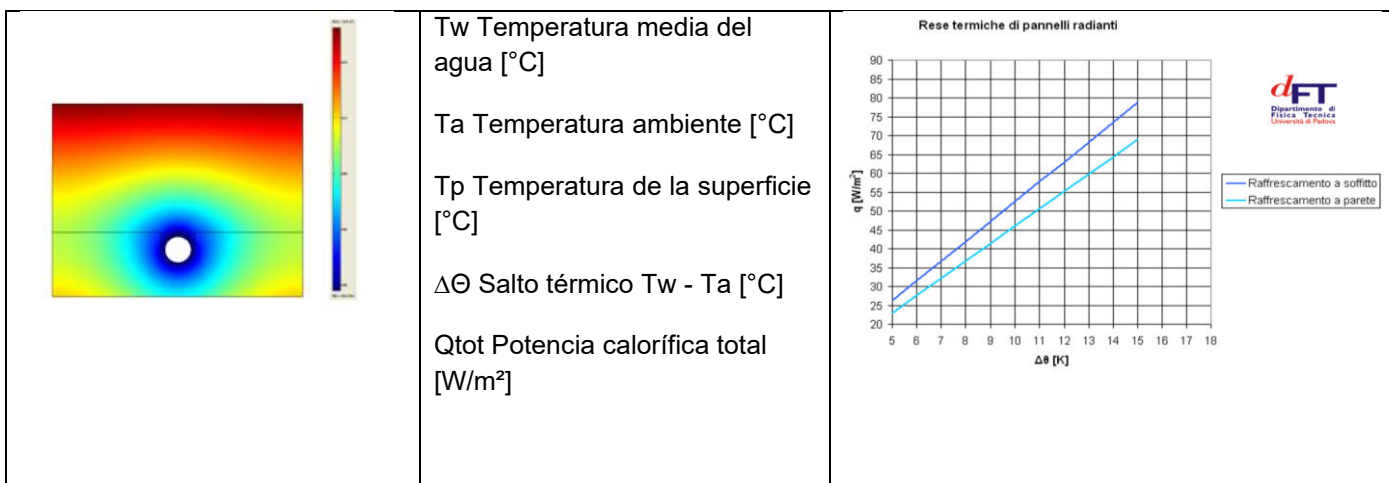 Tw Temperatura media del
agua [°C]
Ta Temperatura ambiente [°C]
Tp Temperatura de la superficie
[°C]
ΔΘ Salto térmico Tw - Ta [°C]
Qtot Potencia calorífica total
[W/m²]
Rese termiche di pannelli radianti
90
85
80
75
70
65
60
55
50
45
40
35
30
25
20
q [W/m²]
5 6 7 8 9 10 11 12 13 14 15 16 17 18
Δθ [K]
dFT
Dipartimento di
Fisica Tecnica
Università di Padova
Raffrescamento a soffitto
Raffrescamento a parete